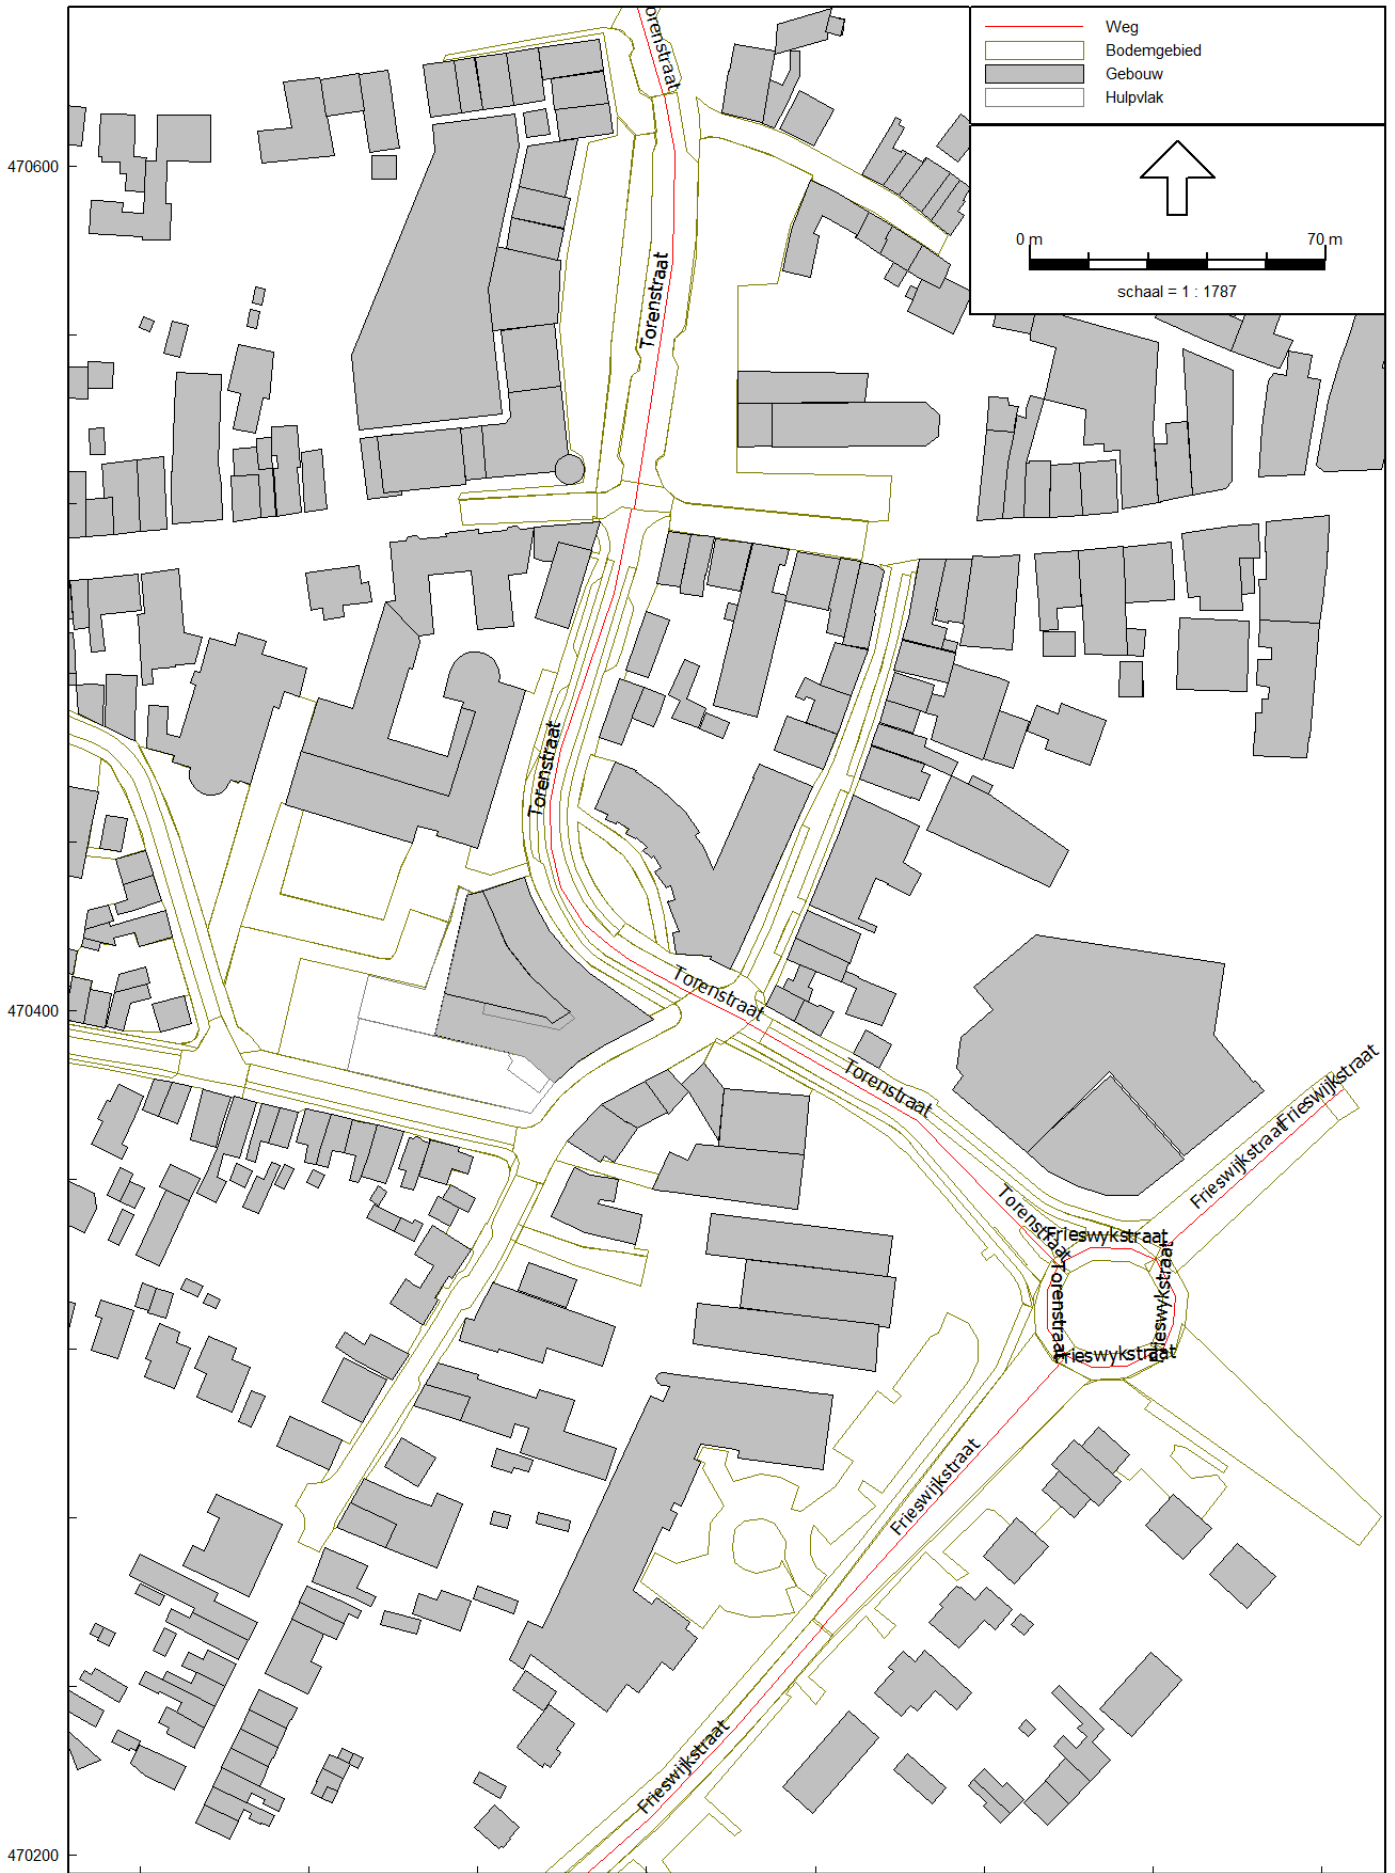 Weg
Bodemgebied
Gebouw
Hulpvlak
0 m 70 m
schaal = 1 : 1787
470600
470400
470200
Torenstraat
Torenstraat
Torenstraat
Torenstraat
Torenstraat
Torenstraat
Frieswijkstraat
Frieswijkstraat
Frieswykstraat
Torenstraat
Frieswykstraat
Frieswykstraat
Frieswijkstraat
Frieswijkstraat